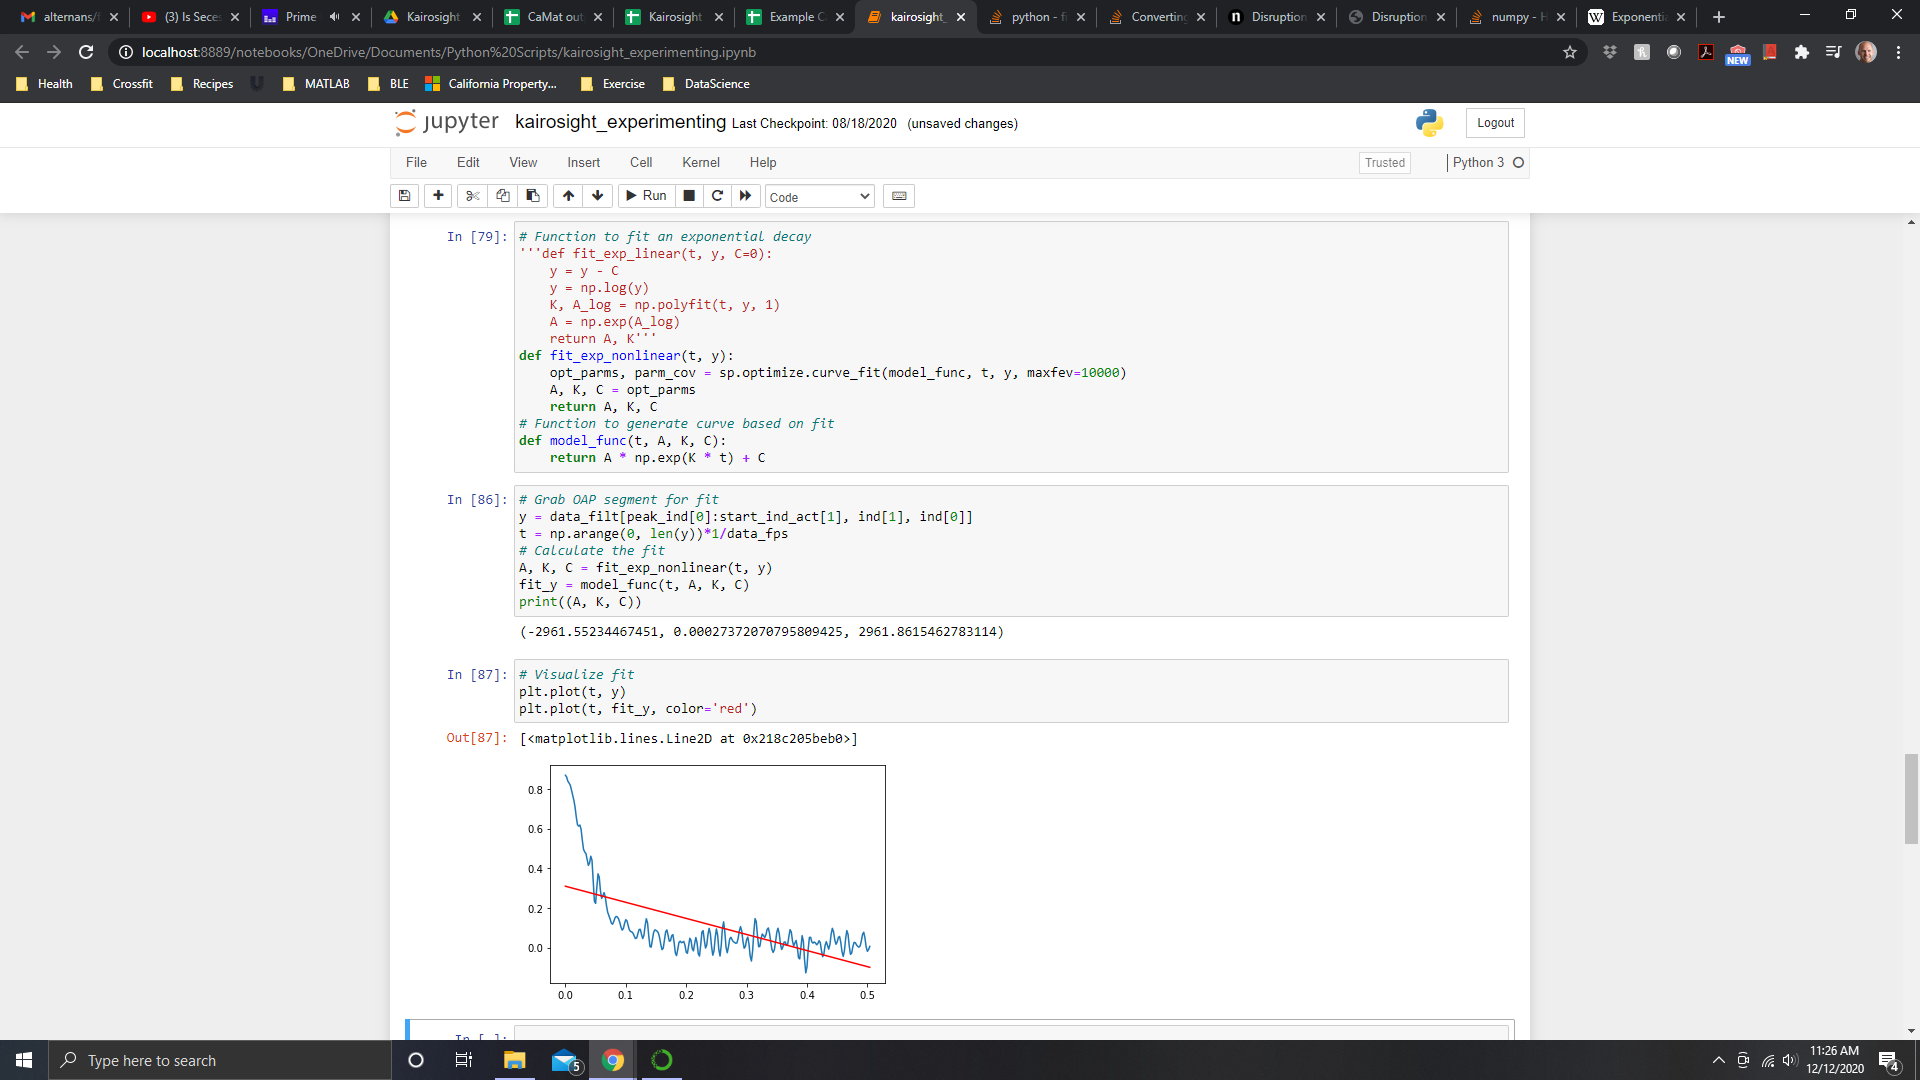 alternans/f
(3) Is Seces
Prime
Kairosight
CaMat out
Kairosight
Example C
kairosight_
python - fi
Converting
Disruption
Disruption
numpy - H
Exponentia
localhost:8889/notebooks/OneDrive/Documents/Python%20Scripts/kairosight_experimenting.ipynb
NEW
Health
Crossfit
Recipes
MATLAB
BLE
California Property...
Exercise
DataScience
jupyter kairosight_experimenting Last Checkpoint: 08/18/2020 (unsaved changes)
Logout
File Edit View Insert Cell Kernel Help
Trusted
Python 3
Run
Code
In [79]:
# Function to fit an exponential decay
'''def fit_exp_linear(t, y, C=0):
    y = y - C
    y = np.log(y)
    K, A_log = np.polyfit(t, y, 1)
    A = np.exp(A_log)
    return A, K'''
def fit_exp_nonlinear(t, y):
    opt_parms, parm_cov = sp.optimize.curve_fit(model_func, t, y, maxfev=10000)
    A, K, C = opt_parms
    return A, K, C
# Function to generate curve based on fit
def model_func(t, A, K, C):
    return A * np.exp(K * t) + C
In [86]:
# Grab OAP segment for fit
y = data_filt[peak_ind[0]:start_ind_act[1], ind[1], ind[0]]
t = np.arange(0, len(y))*1/data_fps
# Calculate the fit
A, K, C = fit_exp_nonlinear(t, y)
fit_y = model_func(t, A, K, C)
print((A, K, C))
(-2961.55234467451, 0.00027372070795809425, 2961.8615462783114)
In [87]:
# Visualize fit
plt.plot(t, y)
plt.plot(t, fit_y, color='red')
Out[87]: [<matplotlib.lines.Line2D at 0x218c205beb0>]
0.8
0.6
0.4
0.2
0.0
0.0 0.1 0.2 0.3 0.4 0.5
In [ ]:
Type here to search
5
11:26 AM
12/12/2020
4